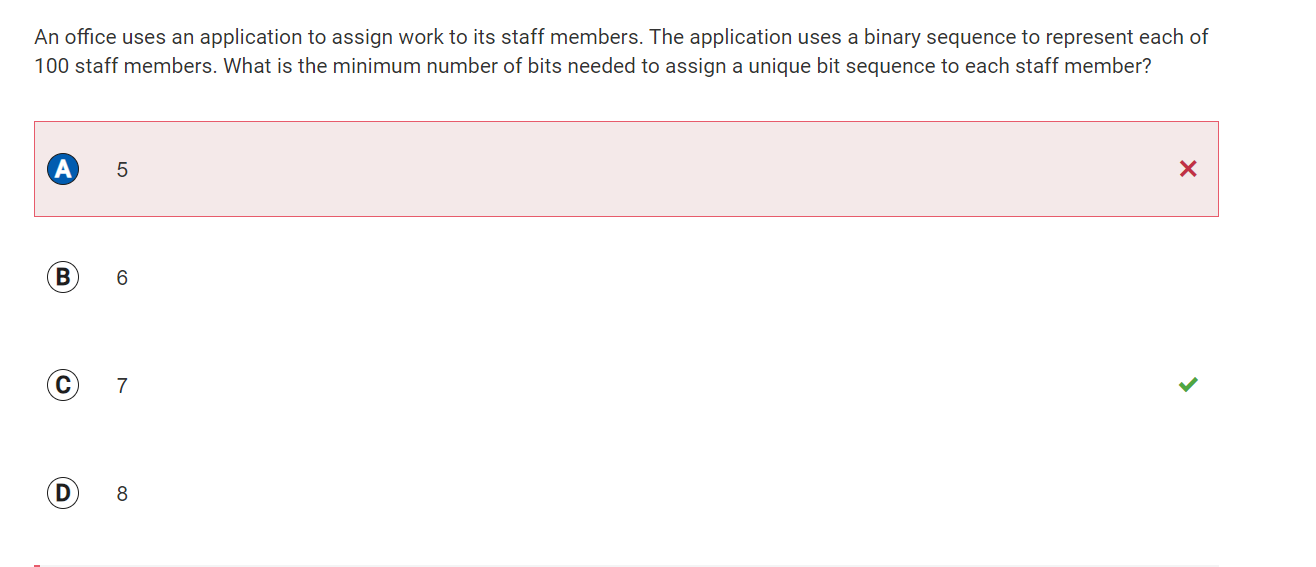 An office uses an application to assign work to its staff members. The application uses a binary sequence to represent each of
100 staff members. What is the minimum number of bits needed to assign a unique bit sequence to each staff member?
A 5
B 6
C 7
D 8